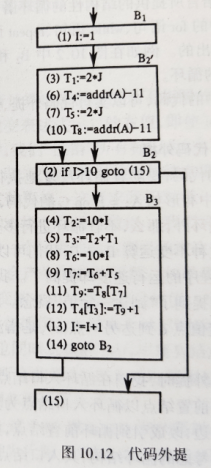 B₁
(1) I:=1
B₂′
(3) T₁:=2*J
(6) T₄:=addr(A)-11
(7) T₅:=2*J
(10) T₈:=addr(A)-11
B₂
(2) if I>10 goto (15)
B₃
(4) T₂:=10*I
(5) T₃:=T₂+T₁
(8) T₆:=10*I
(9) T₇:=T₆+T₅
(11) T₉:=T₈[T₇]
(12) T₄[T₃]:=T₉+1
(13) I:=I+1
(14) goto B₂
(15)
图 10.12 代码外提